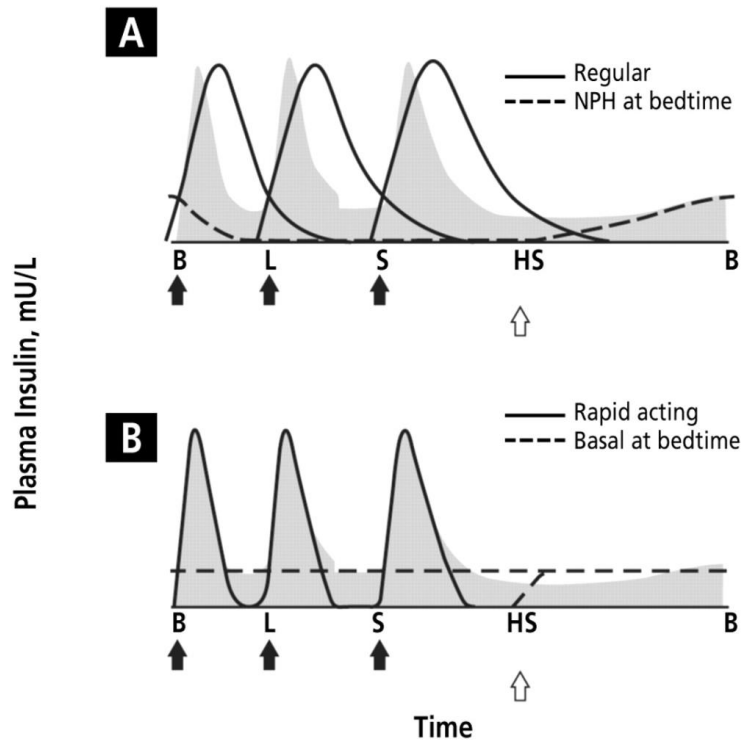 A
Regular
NPH at bedtime
B L S HS B
Plasma Insulin, mU/L
B
Rapid acting
Basal at bedtime
B L S HS B
Time